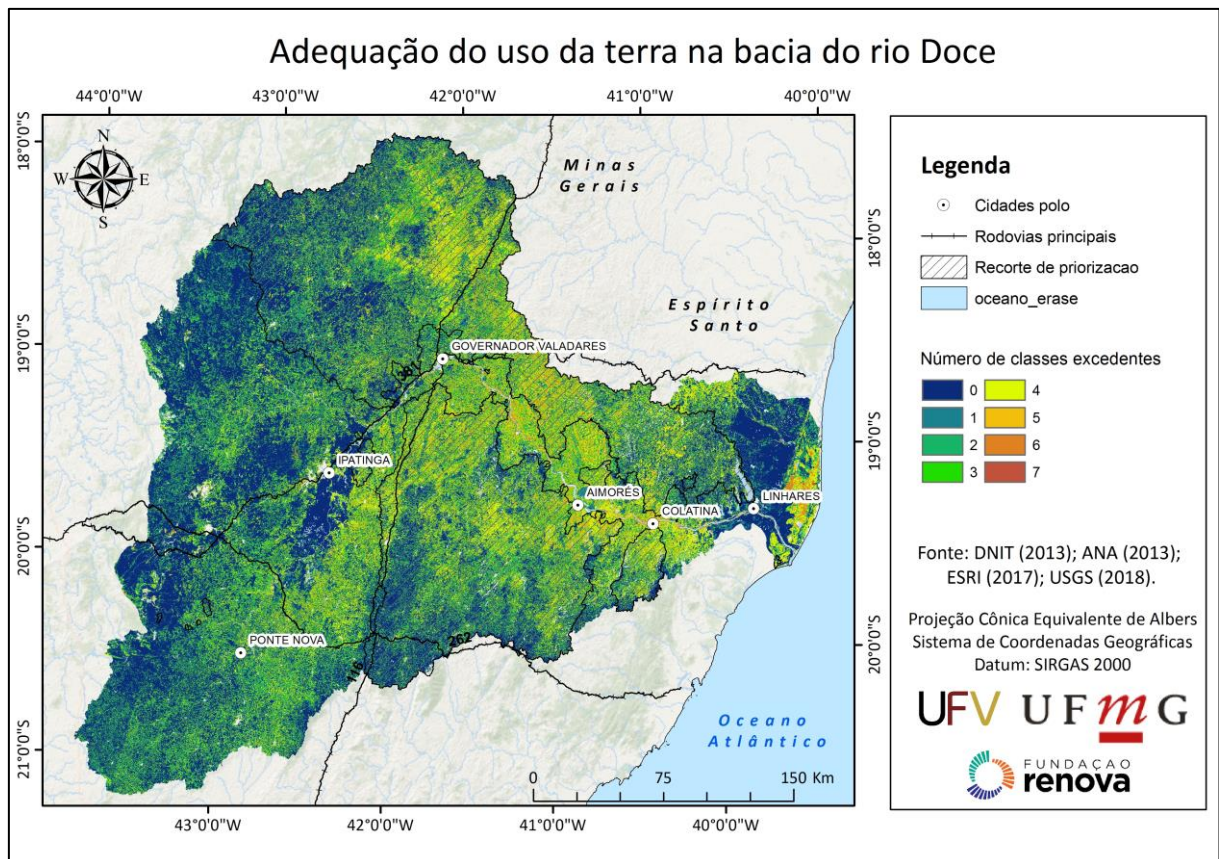 Adequação do uso da terra na bacia do rio Doce
44°0'0"W 43°0'0"W 42°0'0"W 41°0'0"W 40°0'0"W
18°0'0"S
19°0'0"S
20°0'0"S
21°0'0"S
N
W E
S
Minas
Gerais
Espírito
Santo
GOVERNADOR VALADARES
381
IPATINGA
AIMORÉS
COLATINA
LINHARES
PONTE NOVA
262
116
Oceano
Atlântico
0 75 150 Km
18°0'0"S
19°0'0"S
20°0'0"S
43°0'0"W 42°0'0"W 41°0'0"W 40°0'0"W
Legenda
Cidades polo
Rodovias principais
Recorte de priorizacao
oceano_erase
Número de classes excedentes
0 4
1 5
2 6
3 7
Fonte: DNIT (2013); ANA (2013);
ESRI (2017); USGS (2018).
Projeção Cônica Equivalente de Albers
Sistema de Coordenadas Geográficas
Datum: SIRGAS 2000
UFV UFmG
FUNDAÇÃO
renova